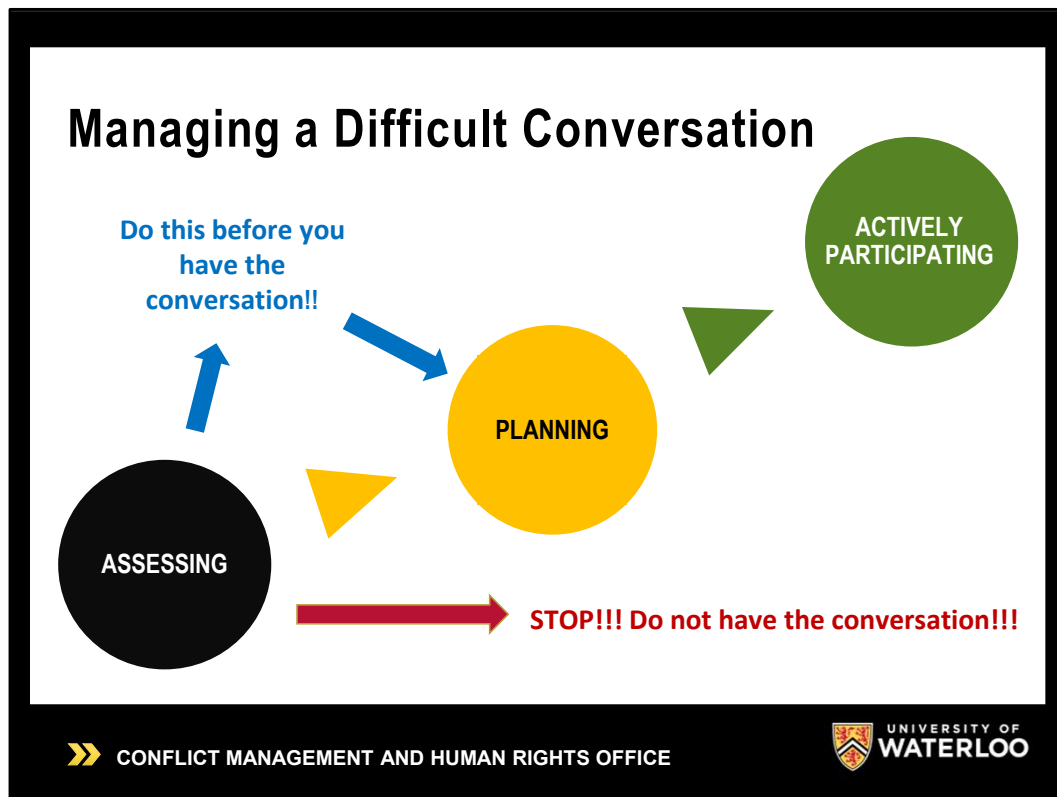 Managing a Difficult Conversation
Do this before you
have the
conversation!!
ACTIVELY
PARTICIPATING
PLANNING
ASSESSING
STOP!!! Do not have the conversation!!!
CONFLICT MANAGEMENT AND HUMAN RIGHTS OFFICE
UNIVERSITY OF
WATERLOO